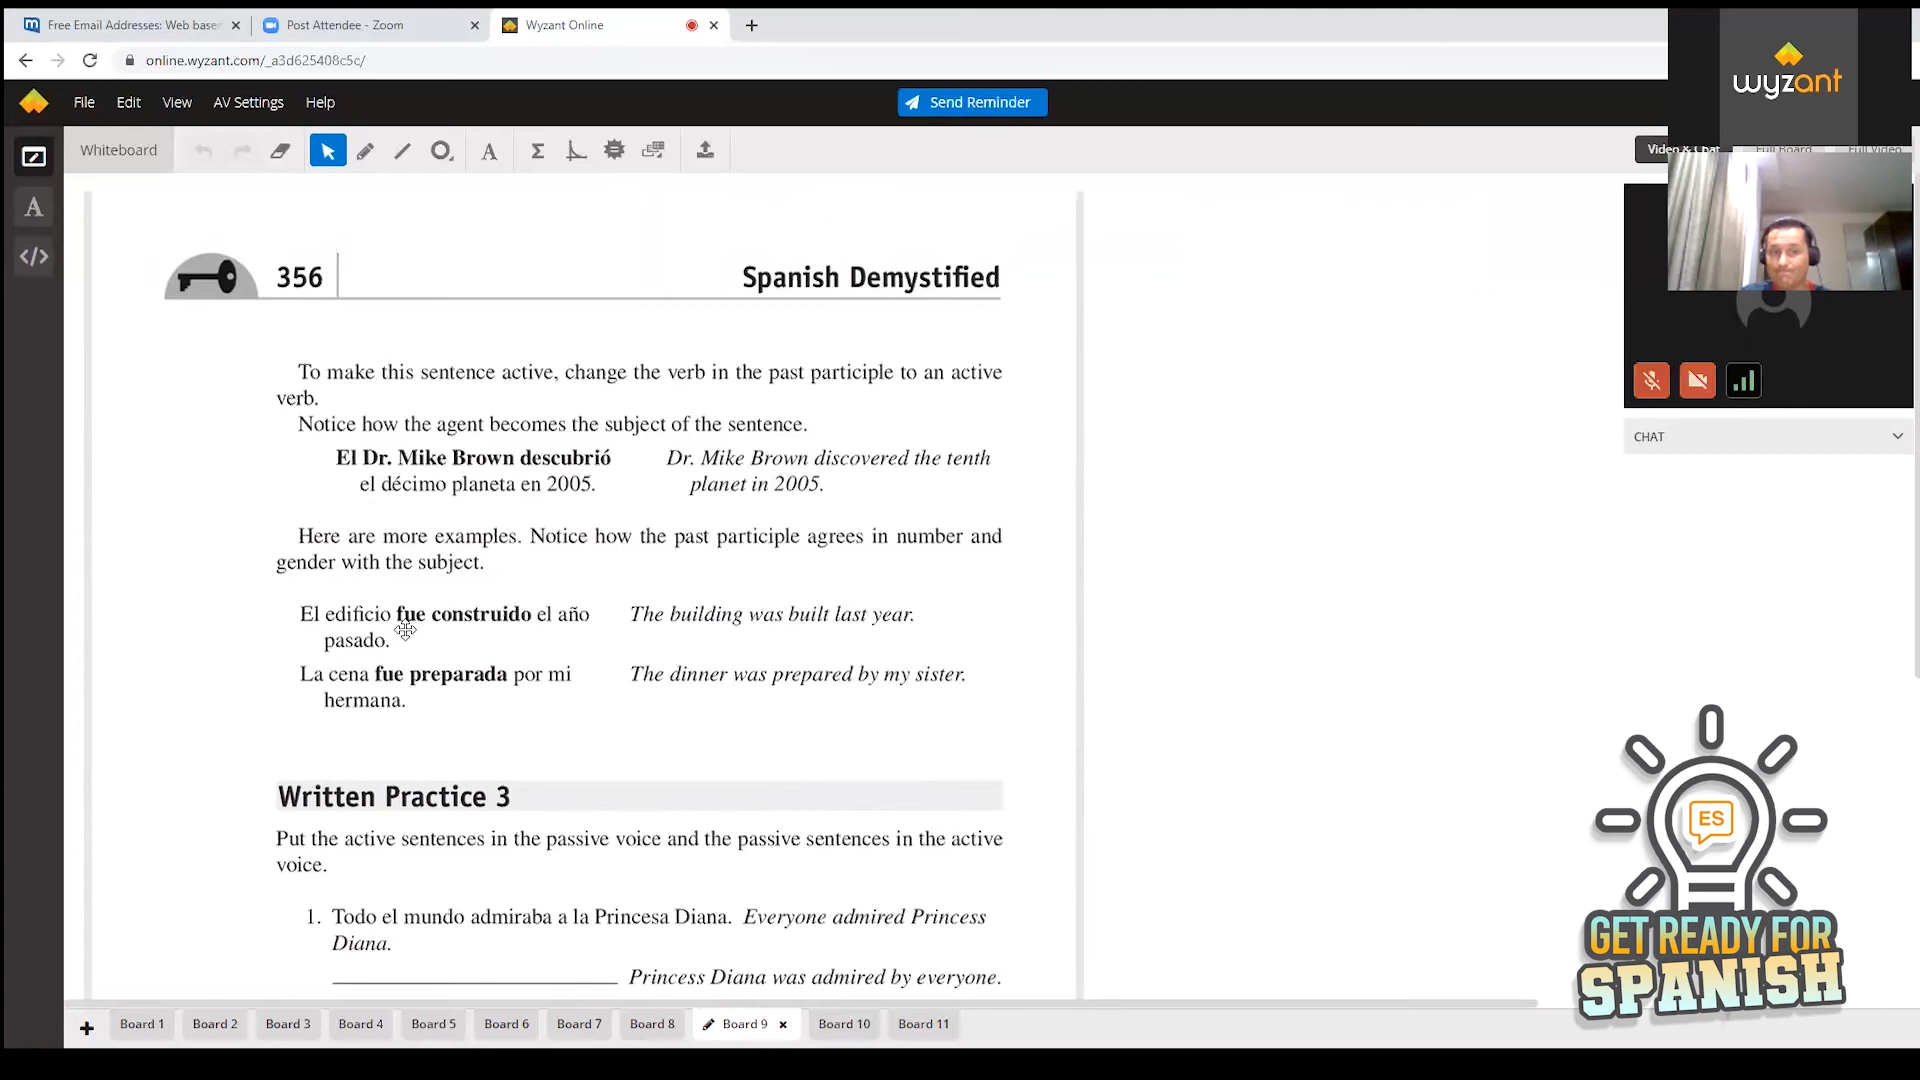 Free Email Addresses: Web base
Post Attendee - Zoom
Wyzant Online
online.wyzant.com/_a3d625408c5c/
File Edit View AV Settings Help
Send Reminder
wyzant
Whiteboard
Video & Chat Full Board Full Video
356
Spanish Demystified
To make this sentence active, change the verb in the past participle to an active
verb.
Notice how the agent becomes the subject of the sentence.
El Dr. Mike Brown descubrió Dr. Mike Brown discovered the tenth
el décimo planeta en 2005. planet in 2005.
Here are more examples. Notice how the past participle agrees in number and
gender with the subject.
El edificio fue construido el año The building was built last year.
pasado.
La cena fue preparada por mi The dinner was prepared by my sister.
hermana.
Written Practice 3
Put the active sentences in the passive voice and the passive sentences in the active
voice.
1. Todo el mundo admiraba a la Princesa Diana. Everyone admired Princess
Diana.
Princess Diana was admired by everyone.
CHAT
ES
GET READY FOR
SPANISH
Board 1 Board 2 Board 3 Board 4 Board 5 Board 6 Board 7 Board 8 Board 9 Board 10 Board 11